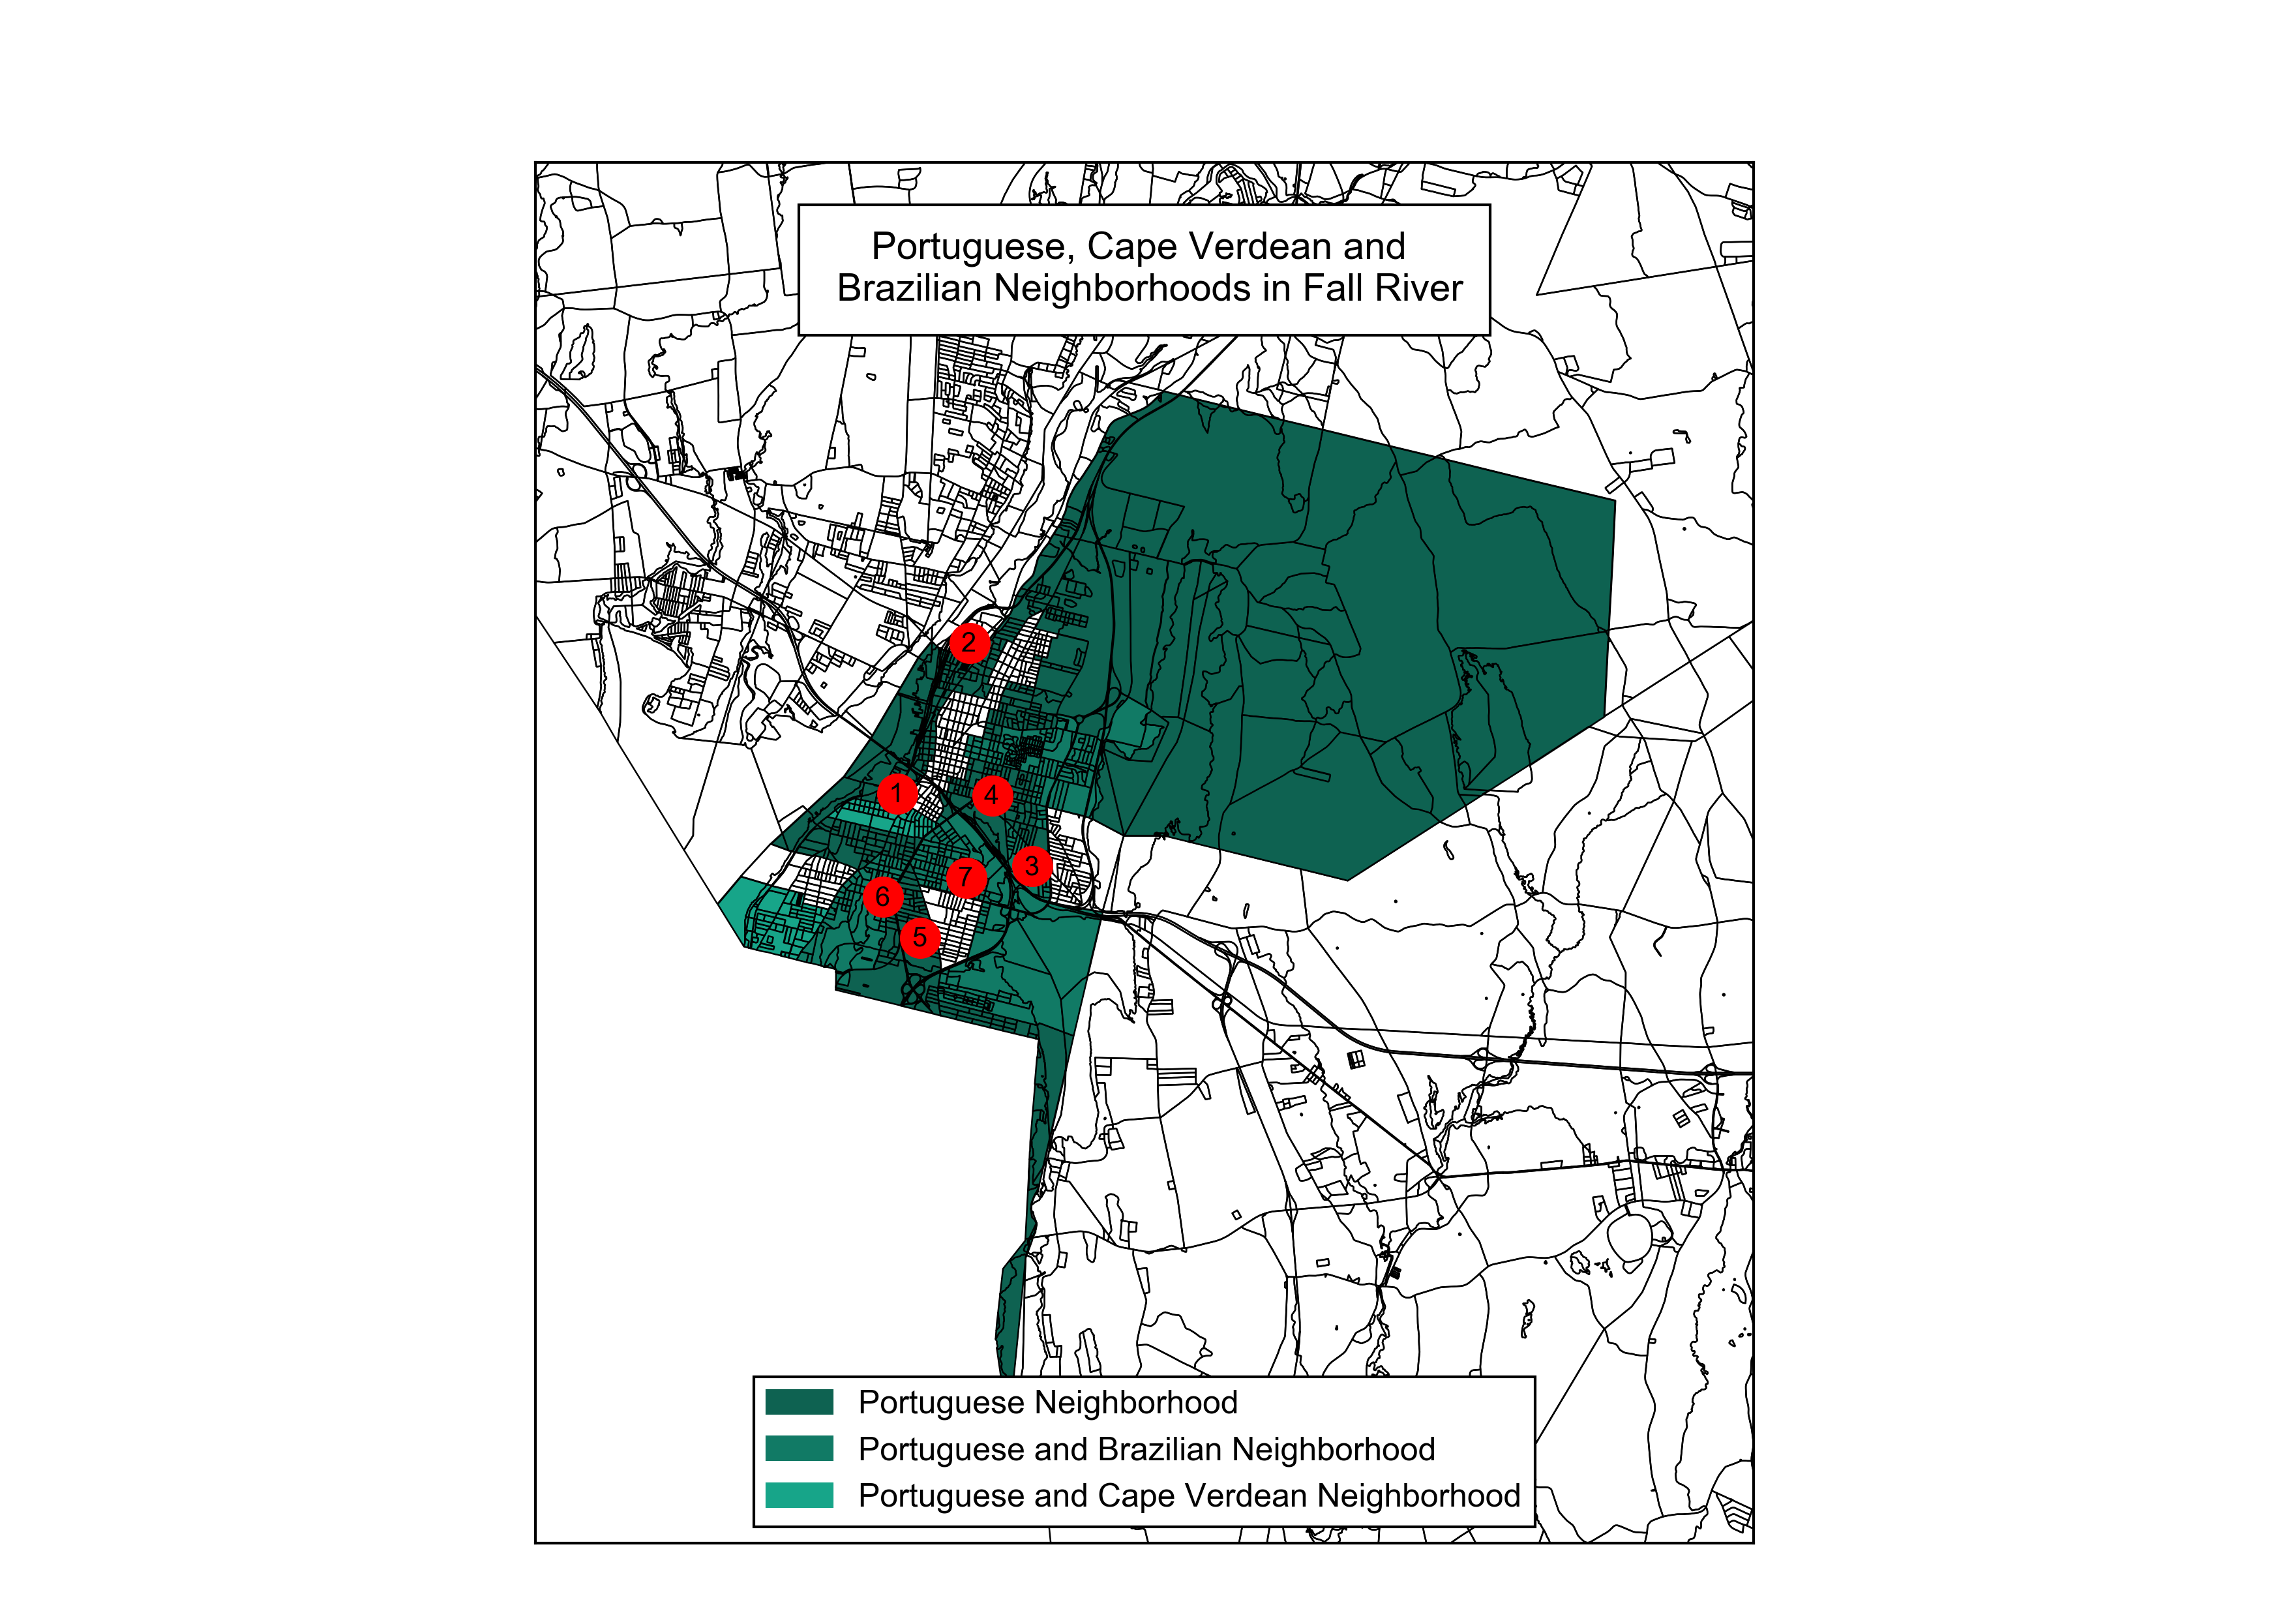 Portuguese, Cape Verdean and
Brazilian Neighborhoods in Fall River
2
1
4
3
7
6
5
Portuguese Neighborhood
Portuguese and Brazilian Neighborhood
Portuguese and Cape Verdean Neighborhood